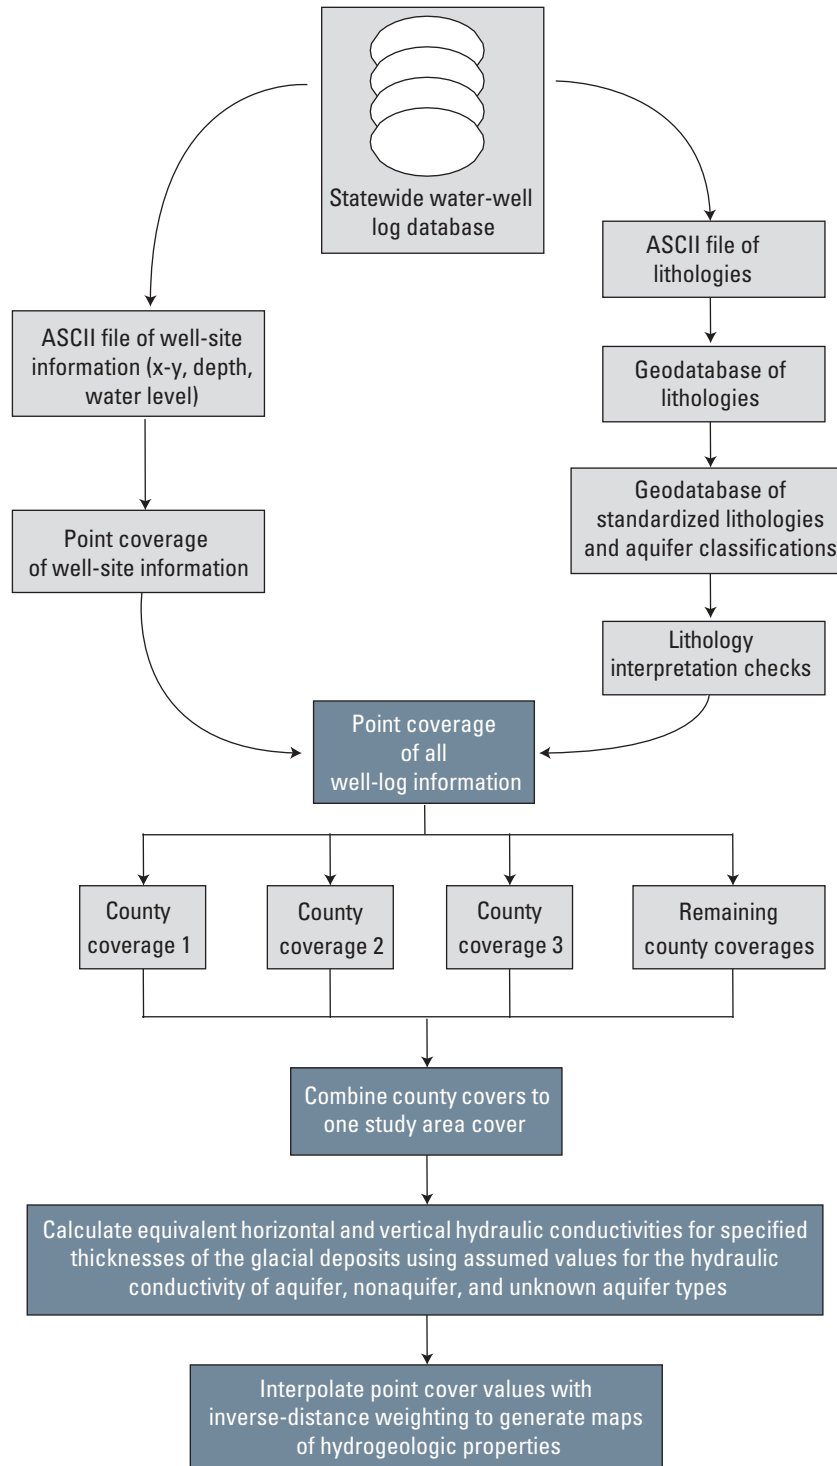 Statewide water-well
log database
ASCII file of
lithologies
ASCII file of well-site
information (x-y, depth,
water level)
Geodatabase of
lithologies
Geodatabase of
standardized lithologies
and aquifer classifications
Point coverage
of well-site information
Lithology
interpretation checks
Point coverage
of all
well-log information
County
coverage 1
County
coverage 2
County
coverage 3
Remaining
county coverages
Combine county covers to
one study area cover
Calculate equivalent horizontal and vertical hydraulic conductivities for specified
thicknesses of the glacial deposits using assumed values for the hydraulic
conductivity of aquifer, nonaquifer, and unknown aquifer types
Interpolate point cover values with
inverse-distance weighting to generate maps
of hydrogeologic properties